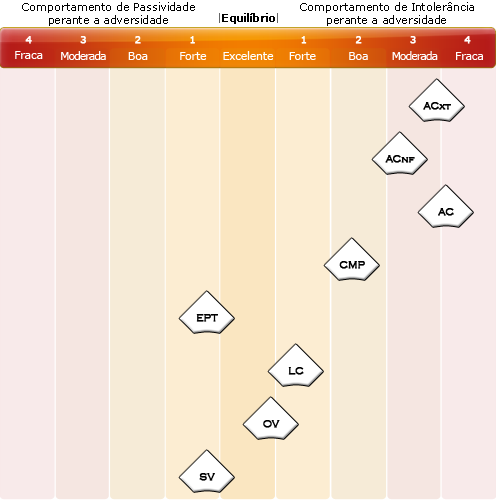 Comportamento de Passividade
perante a adversidade
|Equilíbrio|
Comportamento de Intolerância
perante a adversidade
4 3 2 1 1 2 3 4
Fraca Moderada Boa Forte Excelente Forte Boa Moderada Fraca
ACXT
ACNF
AC
CMP
EPT
LC
OV
SV